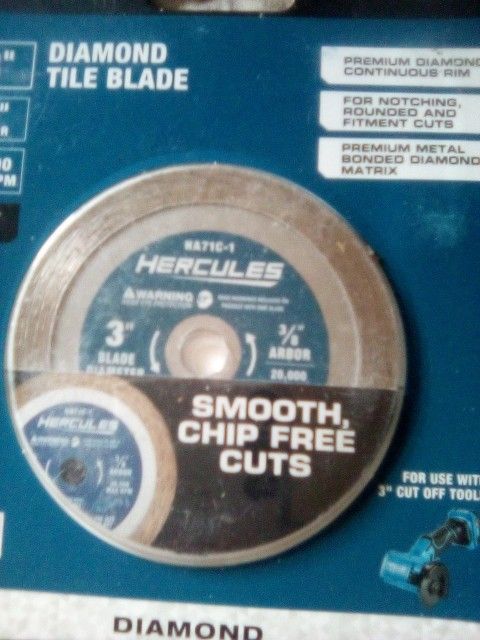 DIAMOND
TILE BLADE
PREMIUM DIAMOND
CONTINUOUS RIM
FOR NOTCHING,
ROUNDED AND
FITMENT CUTS
PREMIUM METAL
BONDED DIAMOND
MATRIX
HA71C-1
HERCULES
WARNING
3"
BLADE
DIAMETER
3/8"
ARBOR
20,000
SMOOTH,
CHIP FREE
CUTS
HERCULES
FOR USE WITH
3" CUT OFF TOOL
DIAMOND